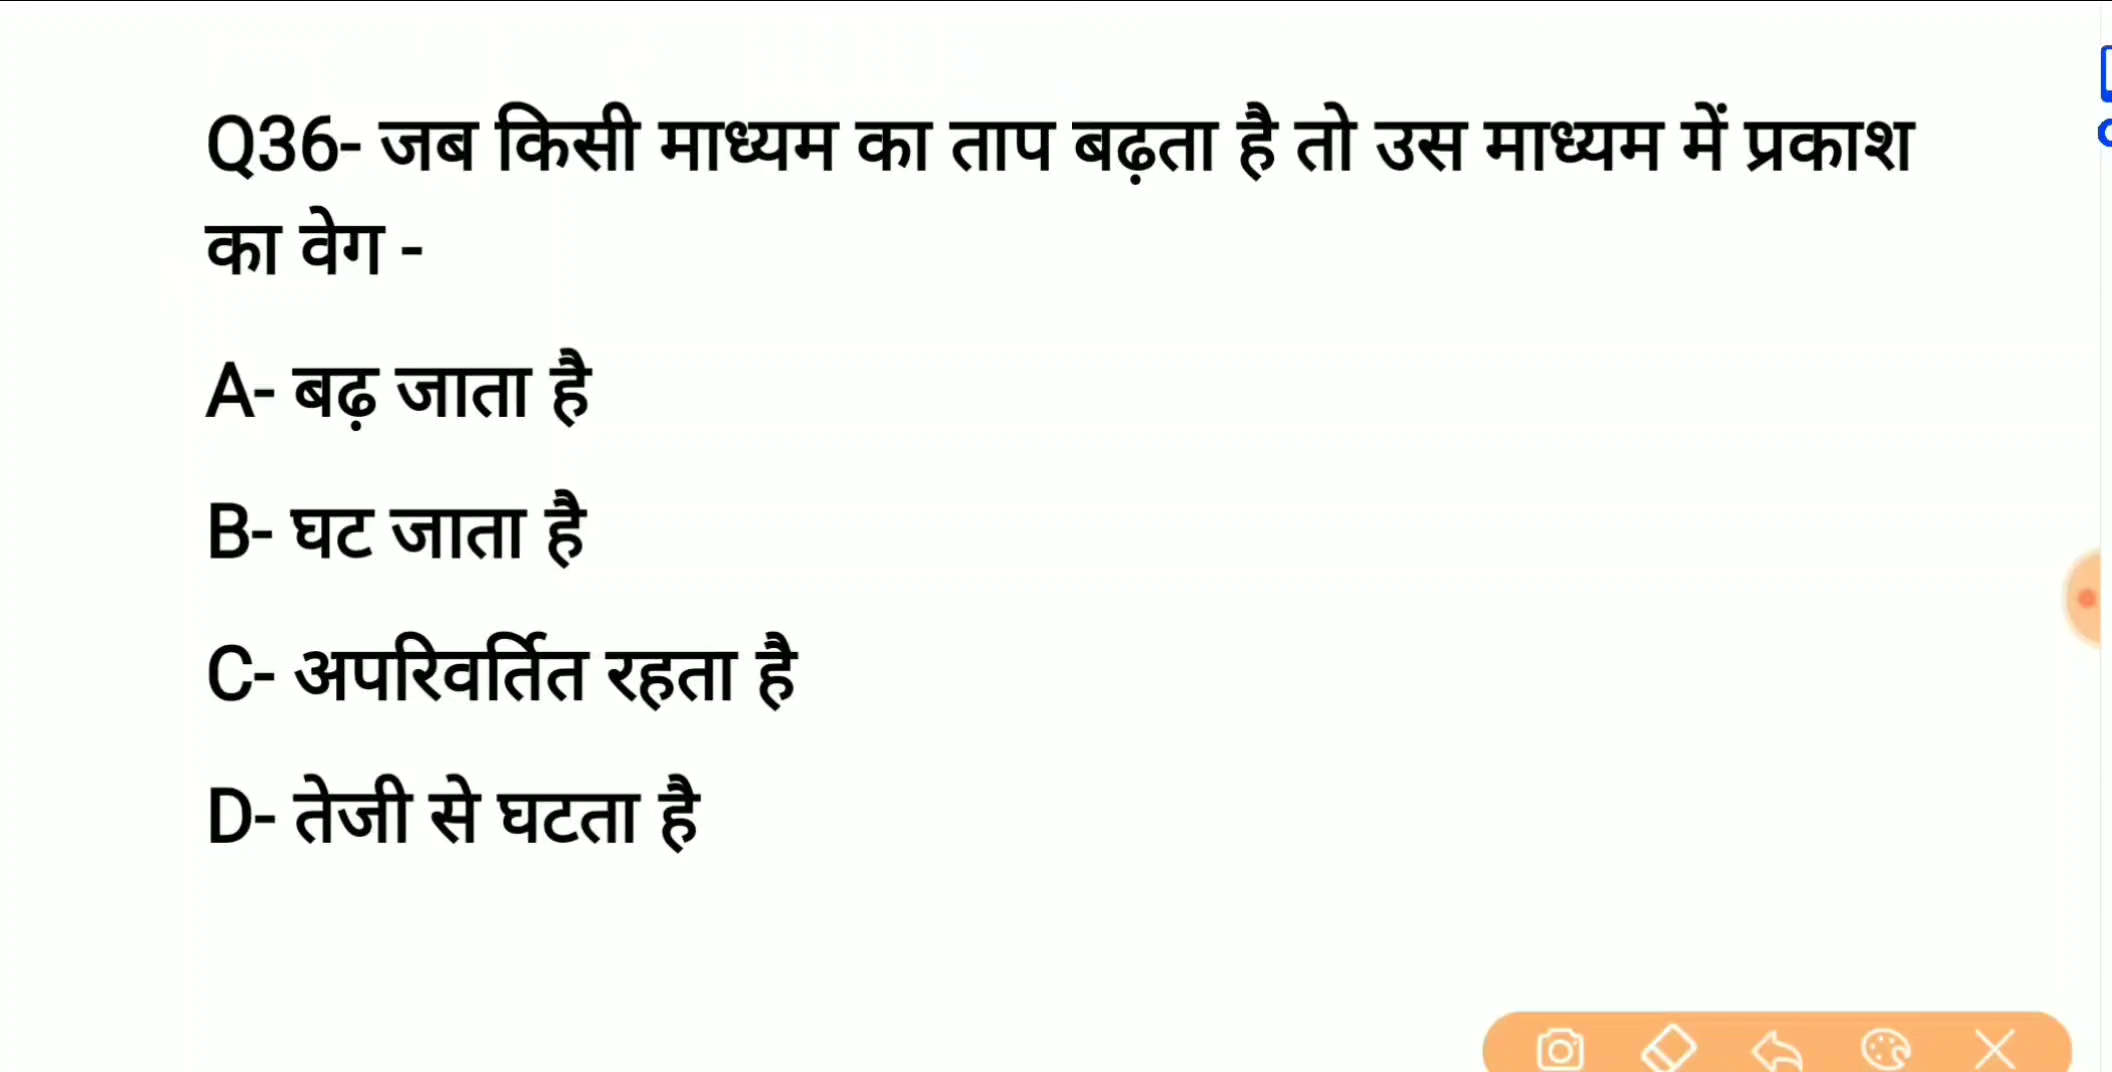 Q36- जब किसी माध्यम का ताप बढ़ता है तो उस माध्यम में प्रकाश
का वेग -
A- बढ़ जाता है
B- घट जाता है
C- अपरिवर्तित रहता है
D- तेजी से घटता है